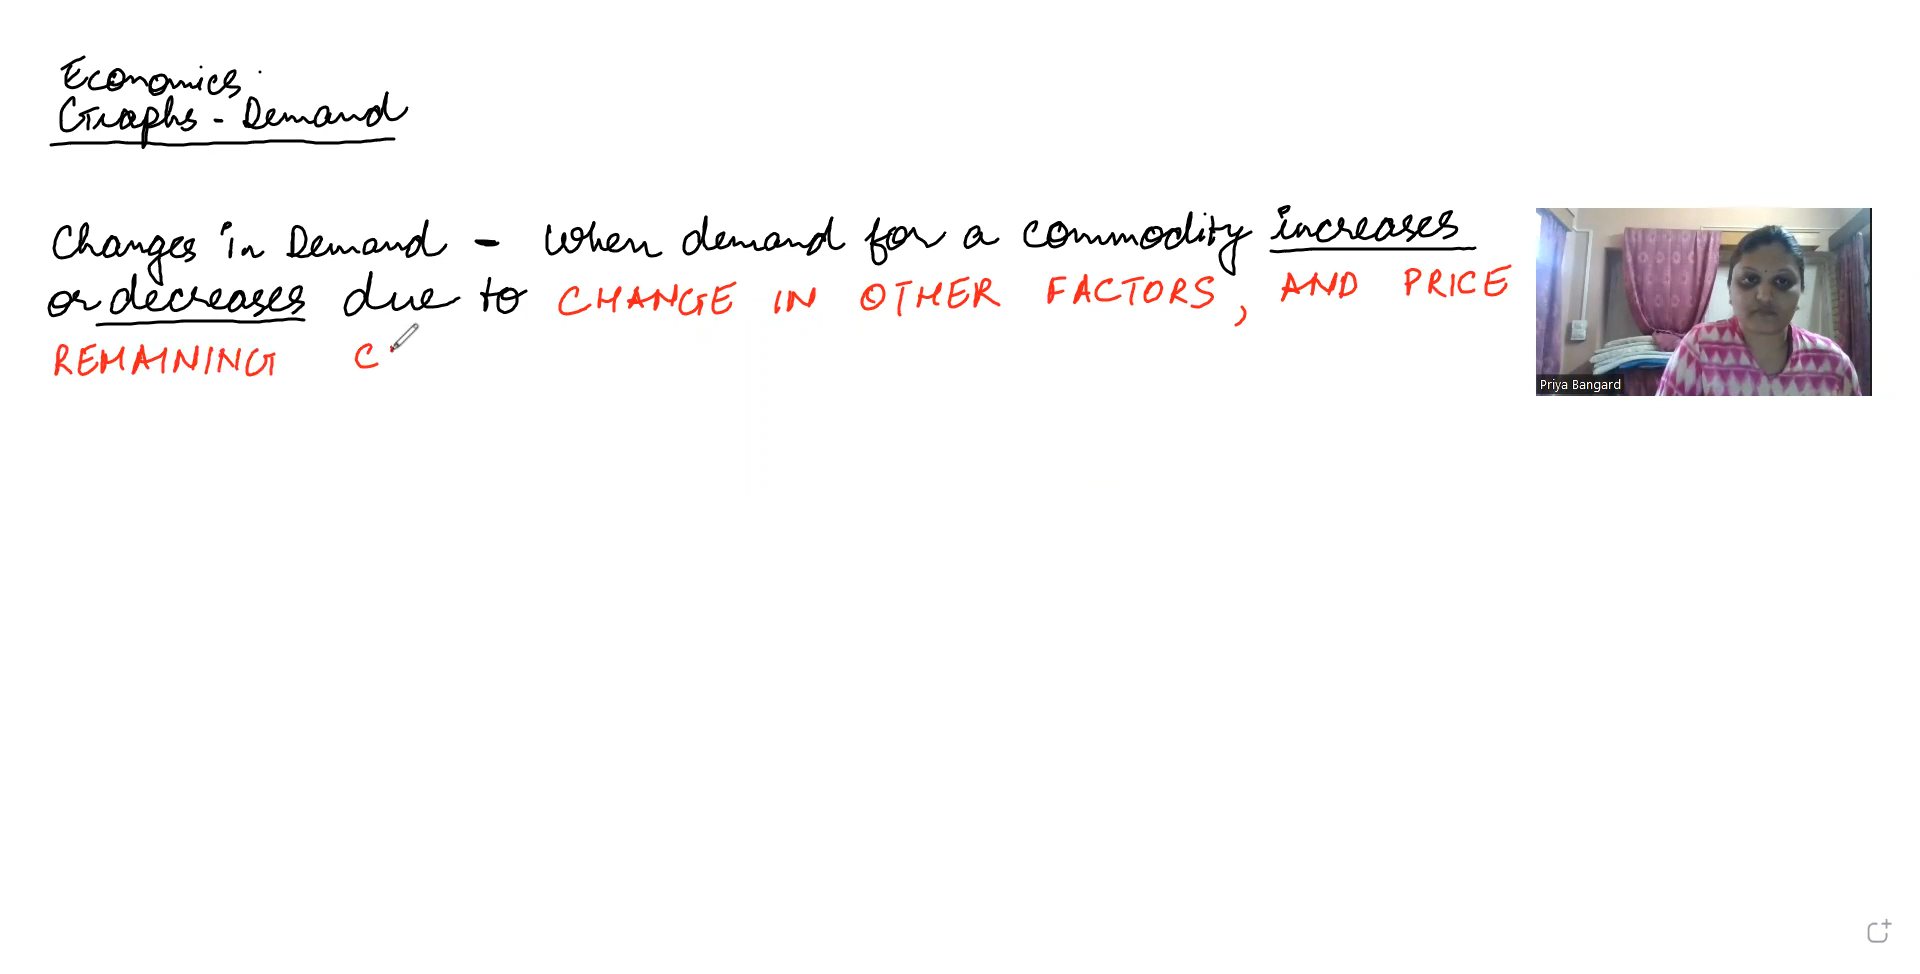 Economics
Graphs - Demand
Changes in Demand - When demand for a commodity increases
or decreases due to CHANGE IN OTHER FACTORS, AND PRICE
REMAINING C
Priya Bangard